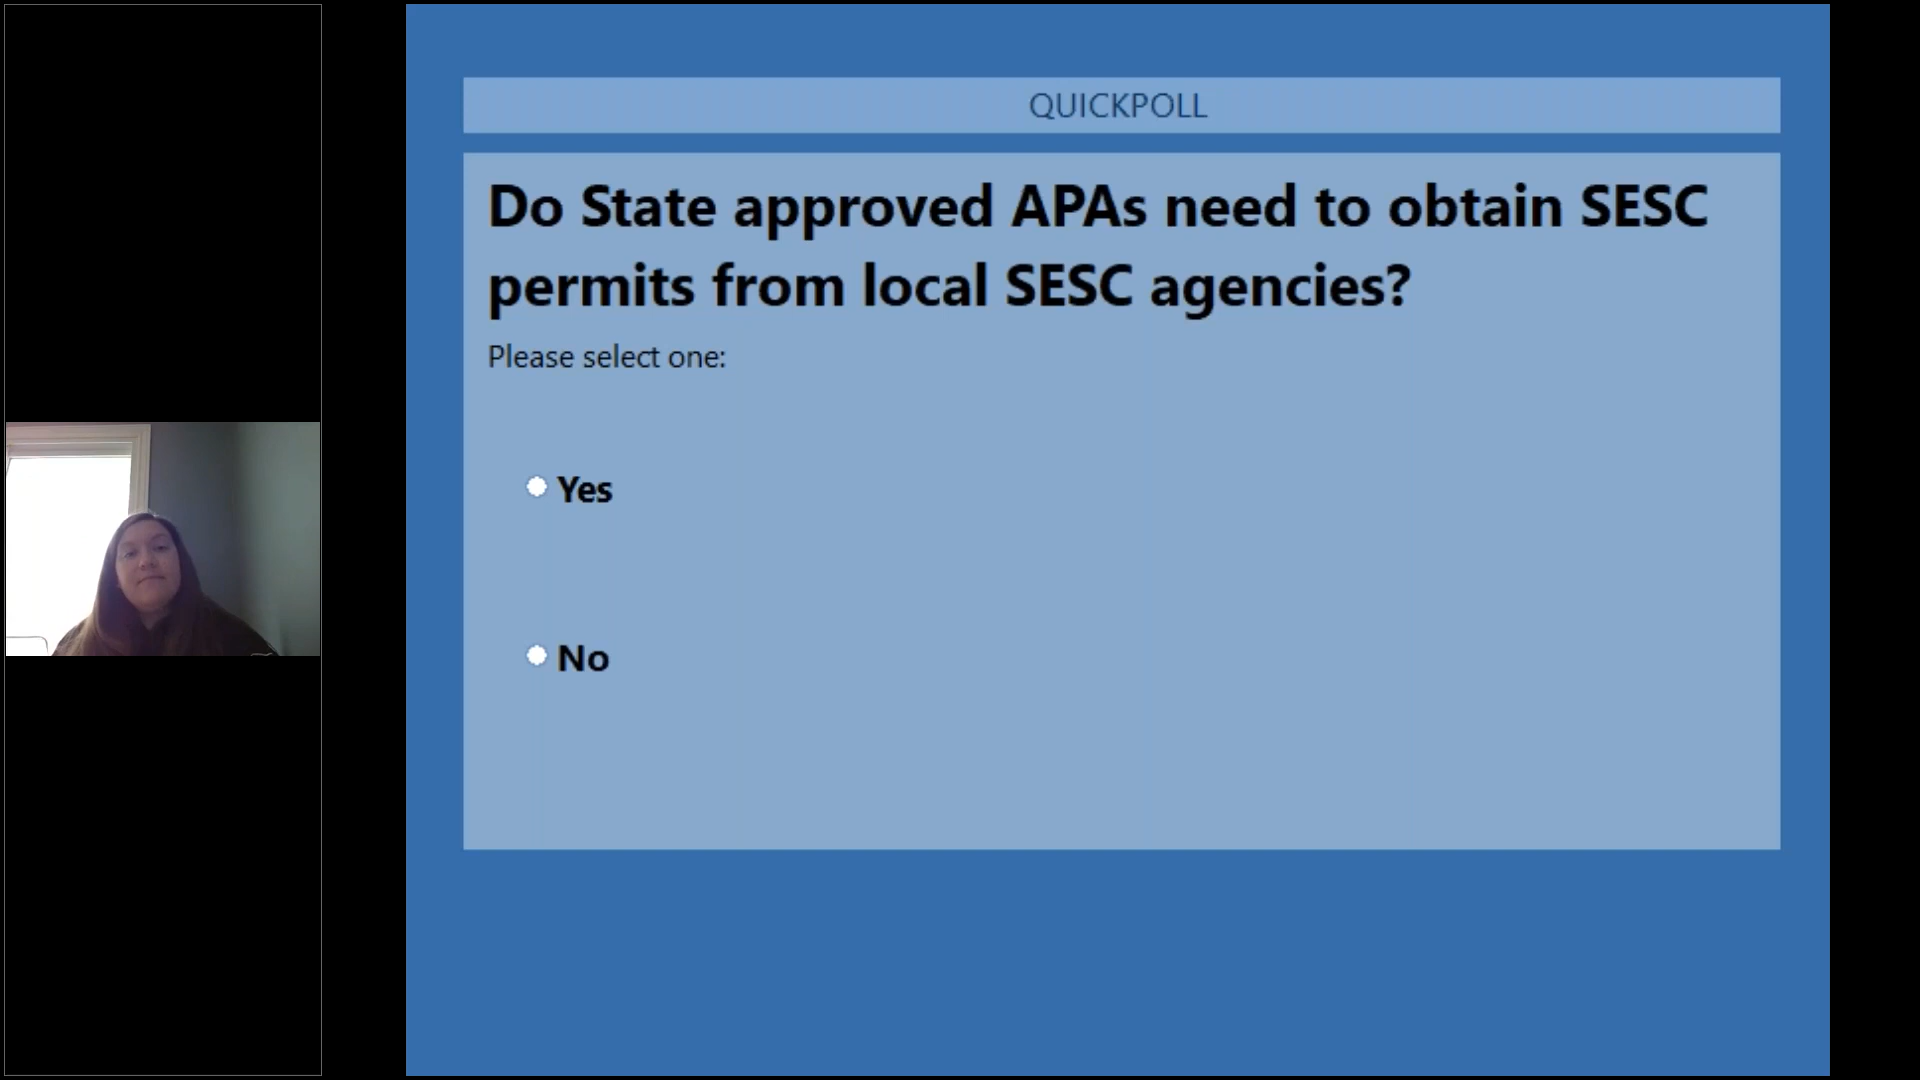 QUICKPOLL
Do State approved APAs need to obtain SESC
permits from local SESC agencies?
Please select one:
Yes
No